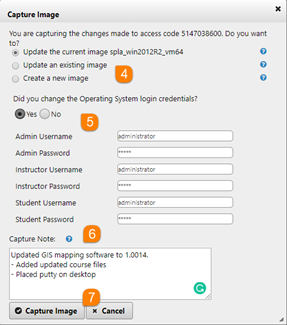 Capture Image
You are capturing the changes made to access code 5147038600. Do you want to?
Update the current image spla_win2012R2_vm64
Update an existing image
4
Create a new image
Did you change the Operating System login credentials?
Yes No
5
Admin Username administrator
Admin Password •••••
Instructor Username administrator
Instructor Password •••••
Student Username administrator
Student Password •••••
Capture Note:
6
Updated GIS mapping software to 1.0014.
- Added updated course files
- Placed putty on desktop
7
Capture Image Cancel